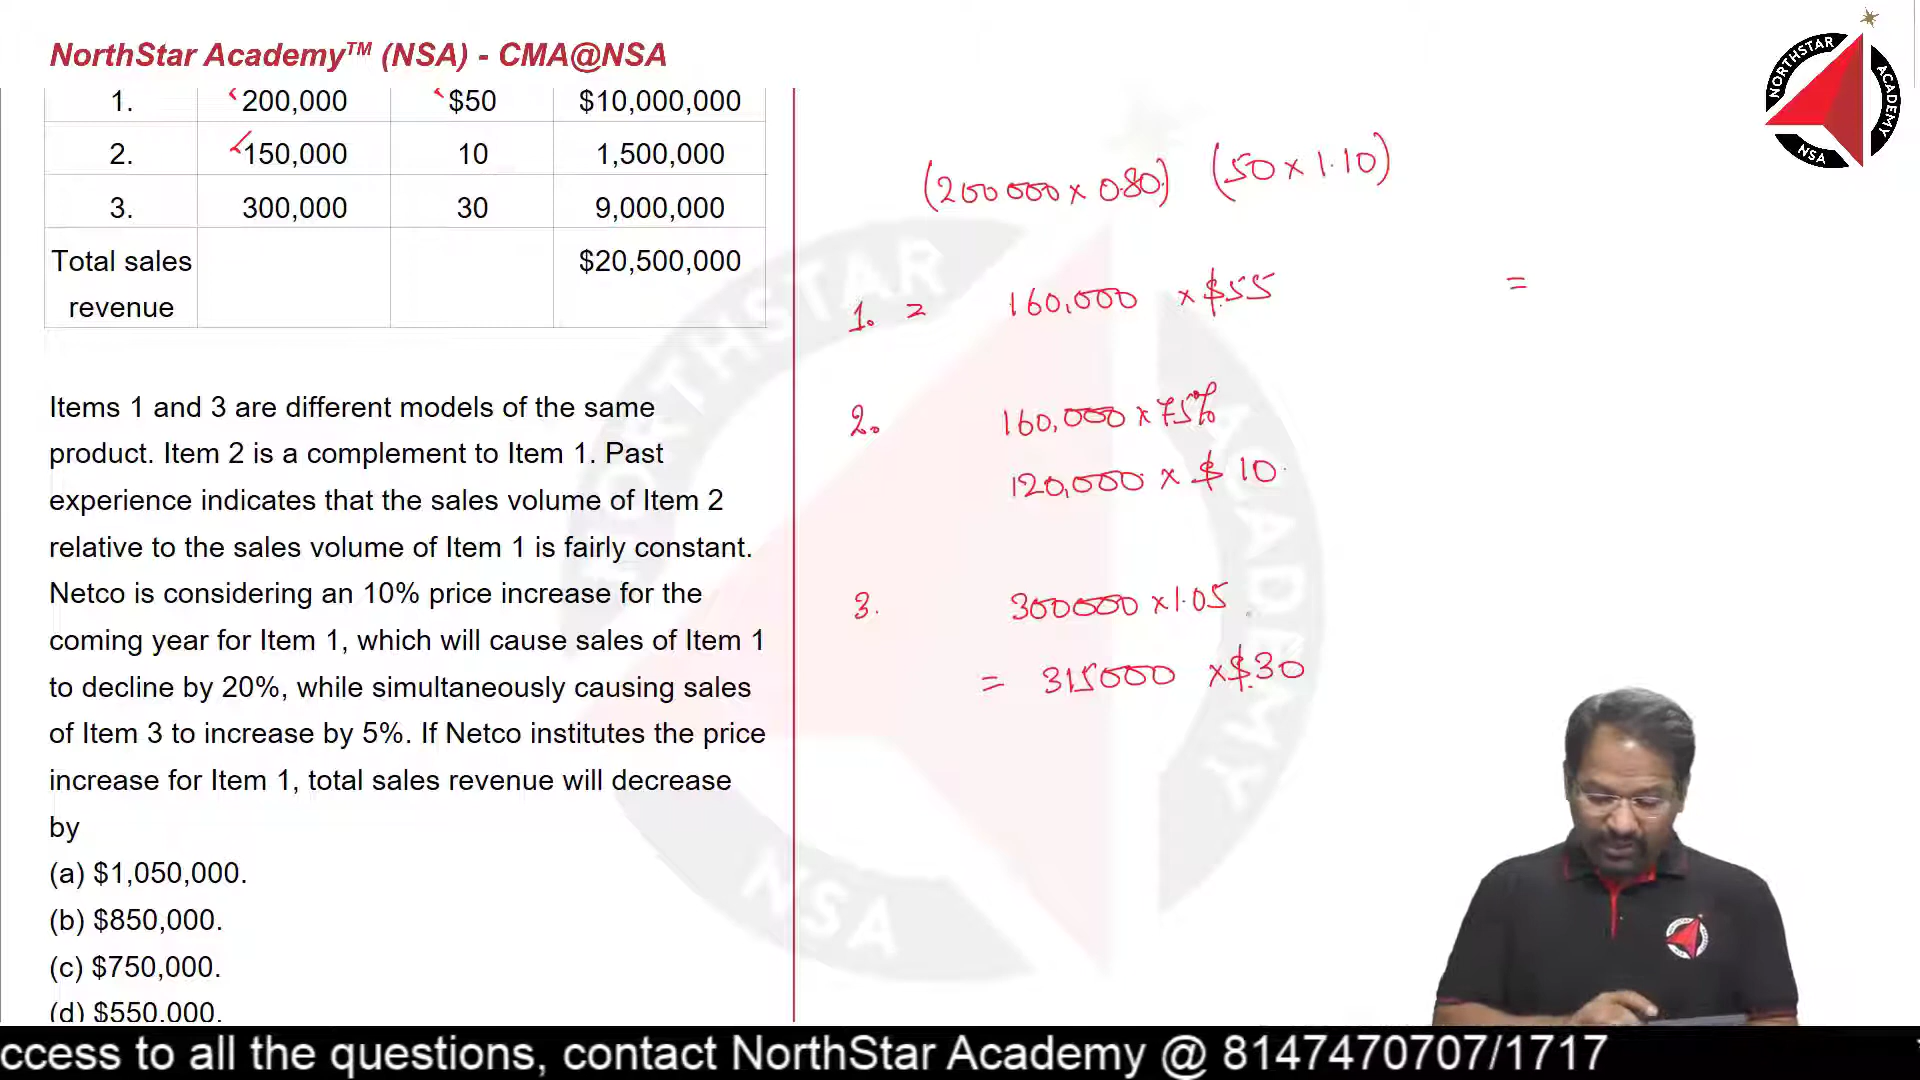 NorthStar Academy™ (NSA) - CMA@NSA
1. 200,000 $50 $10,000,000
2. 150,000 10 1,500,000
3. 300,000 30 9,000,000
Total sales revenue $20,500,000
Items 1 and 3 are different models of the same
product. Item 2 is a complement to Item 1. Past
experience indicates that the sales volume of Item 2
relative to the sales volume of Item 1 is fairly constant.
Netco is considering an 10% price increase for the
coming year for Item 1, which will cause sales of Item 1
to decline by 20%, while simultaneously causing sales
of Item 3 to increase by 5%. If Netco institutes the price
increase for Item 1, total sales revenue will decrease
by
(a) $1,050,000.
(b) $850,000.
(c) $750,000.
(d) $550,000.
(200000 x 0.80) (50 x 1.10)
1. = 160,000 x $55 =
2. 160,000 x 75%
120,000 x $10
3. 300000 x 1.05
= 315000 x $30
NORTHSTAR ACADEMY
NSA
NORTHSTAR ACADEMY
NSA
ccess to all the questions, contact NorthStar Academy @ 8147470707/1717